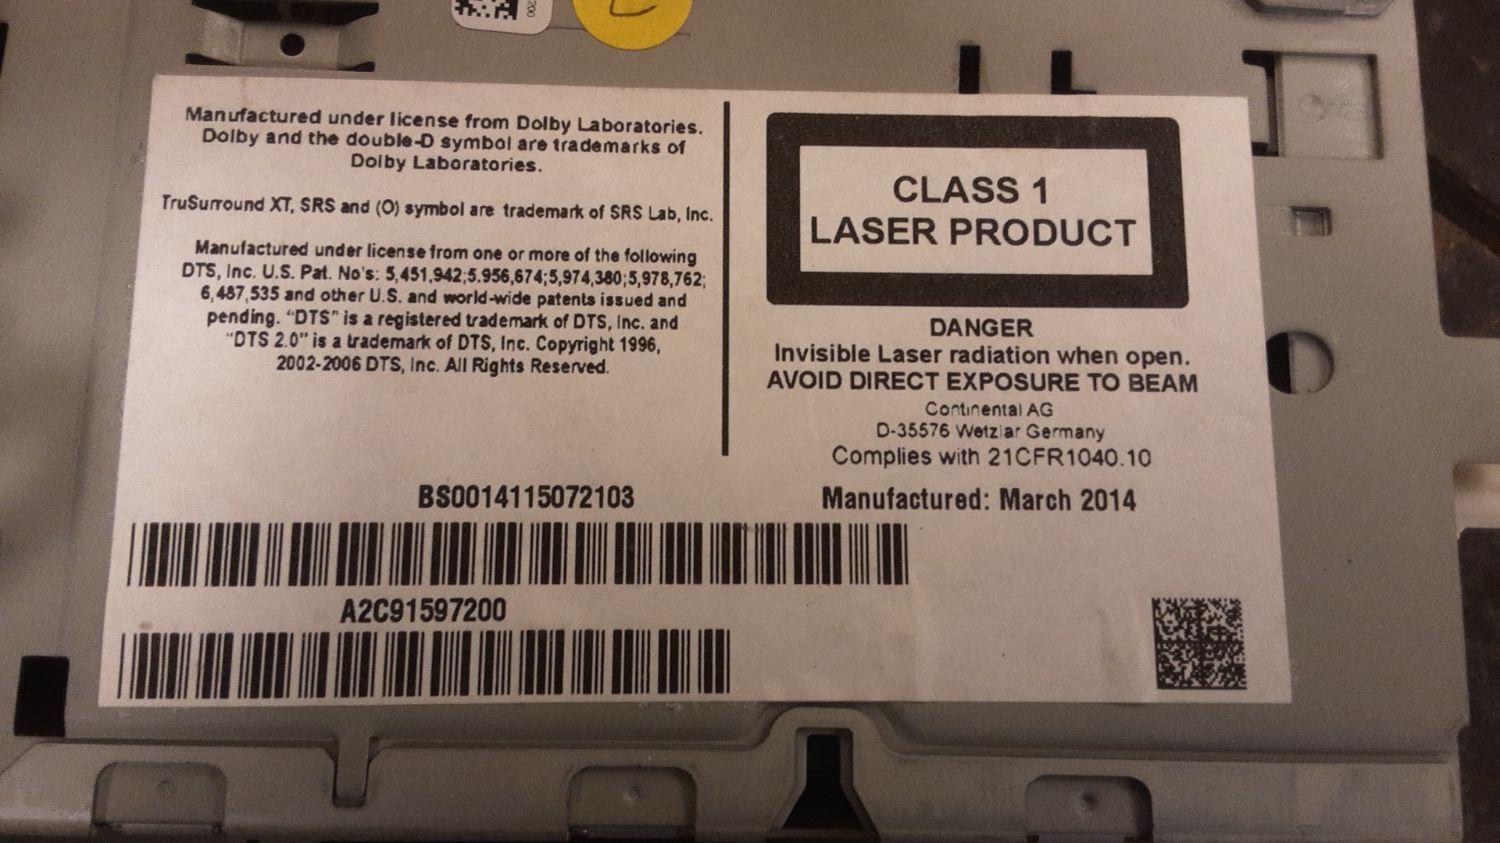 200
Manufactured under license from Dolby Laboratories.
Dolby and the double-D symbol are trademarks of
Dolby Laboratories.
TruSurround XT, SRS and (O) symbol are trademark of SRS Lab, Inc.
Manufactured under license from one or more of the following
DTS, Inc. U.S. Pat. No's: 5,451,942;5.956,674;5,974,380;5,978,762;
6,487,535 and other U.S. and world-wide patents issued and
pending. "DTS" is a registered trademark of DTS, Inc. and
"DTS 2.0" is a trademark of DTS, Inc. Copyright 1996,
2002-2006 DTS, Inc. All Rights Reserved.
CLASS 1
LASER PRODUCT
DANGER
Invisible Laser radiation when open.
AVOID DIRECT EXPOSURE TO BEAM
Continental AG
D-35576 Wetzlar Germany
Complies with 21CFR1040.10
Manufactured: March 2014
BS0014115072103
A2C91597200